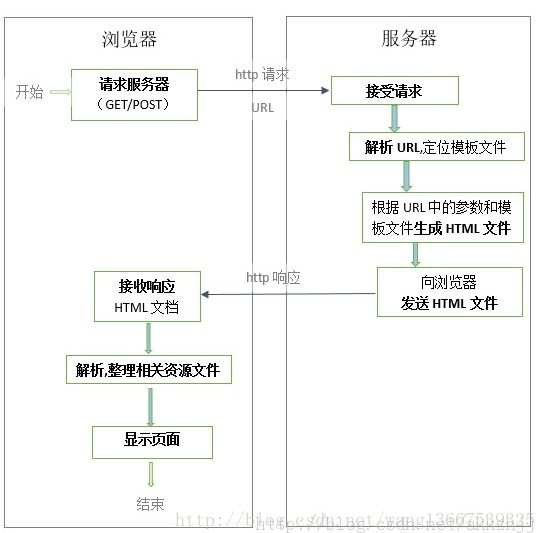 浏览器
服务器
开始
请求服务器
（GET/POST）
http 请求
URL
接受请求
解析 URL,定位模板文件
根据 URL 中的参数和模
板文件生成 HTML 文件
向浏览器
发送 HTML 文件
http 响应
接收响应
HTML 文档
解析,整理相关资源文件
显示页面
结束